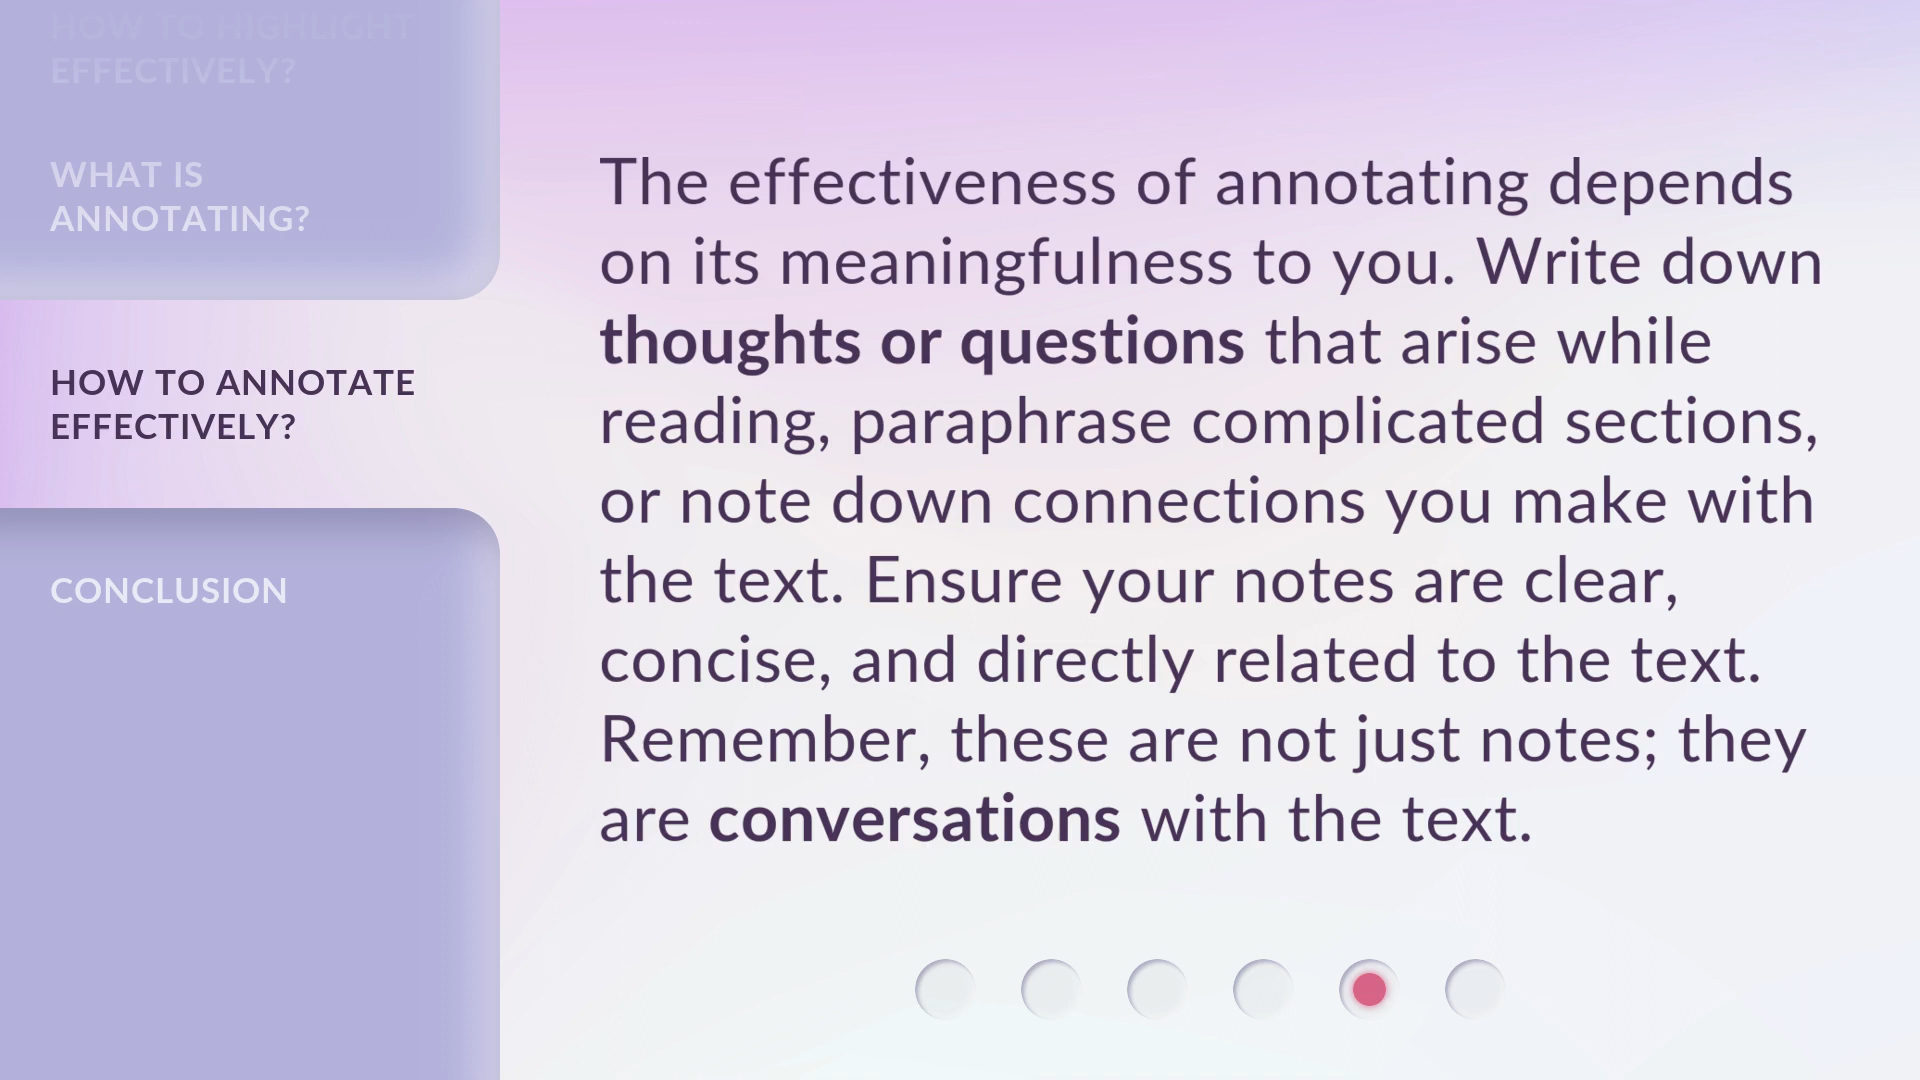 HOW TO HIGHLIGHT
EFFECTIVELY?
WHAT IS
ANNOTATING?
HOW TO ANNOTATE
EFFECTIVELY?
CONCLUSION
The effectiveness of annotating depends
on its meaningfulness to you. Write down
thoughts or questions that arise while
reading, paraphrase complicated sections,
or note down connections you make with
the text. Ensure your notes are clear,
concise, and directly related to the text.
Remember, these are not just notes; they
are conversations with the text.